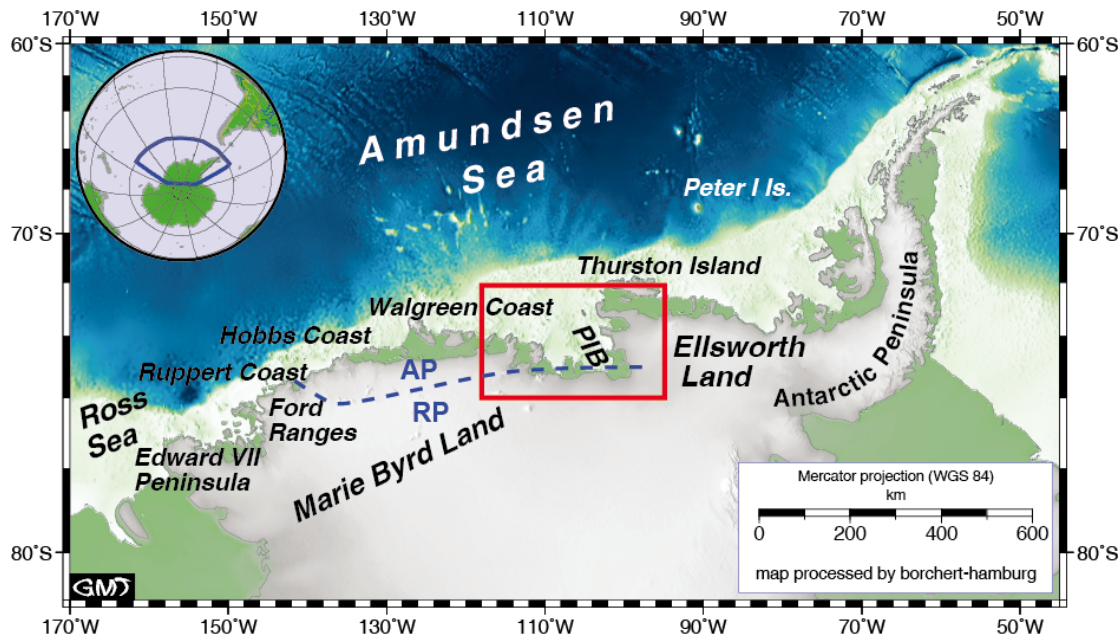 170°W 150°W 130°W 110°W 90°W 70°W 50°W
60°S 60°S
Amundsen
Sea
Peter I Is.
70°S 70°S
Thurston Island
Walgreen Coast
Hobbs Coast
PIB
Ellsworth
Land
Antarctic Peninsula
Ruppert Coast
AP
RP
Ross
Sea
Ford
Ranges
Marie Byrd Land
Edward VII
Peninsula
Mercator projection (WGS 84)
km
0 200 400 600
map processed by borchert-hamburg
80°S 80°S
GMT
170°W 150°W 130°W 110°W 90°W 70°W 50°W